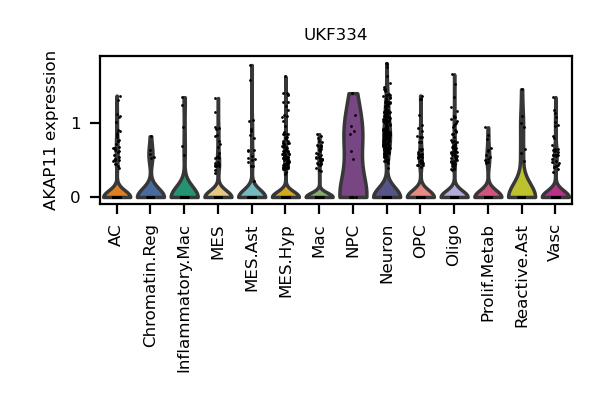 UKF334
AKAP11 expression
1
0
AC
Chromatin.Reg
Inflammatory.Mac
MES
MES.Ast
MES.Hyp
Mac
NPC
Neuron
OPC
Oligo
Prolif.Metab
Reactive.Ast
Vasc